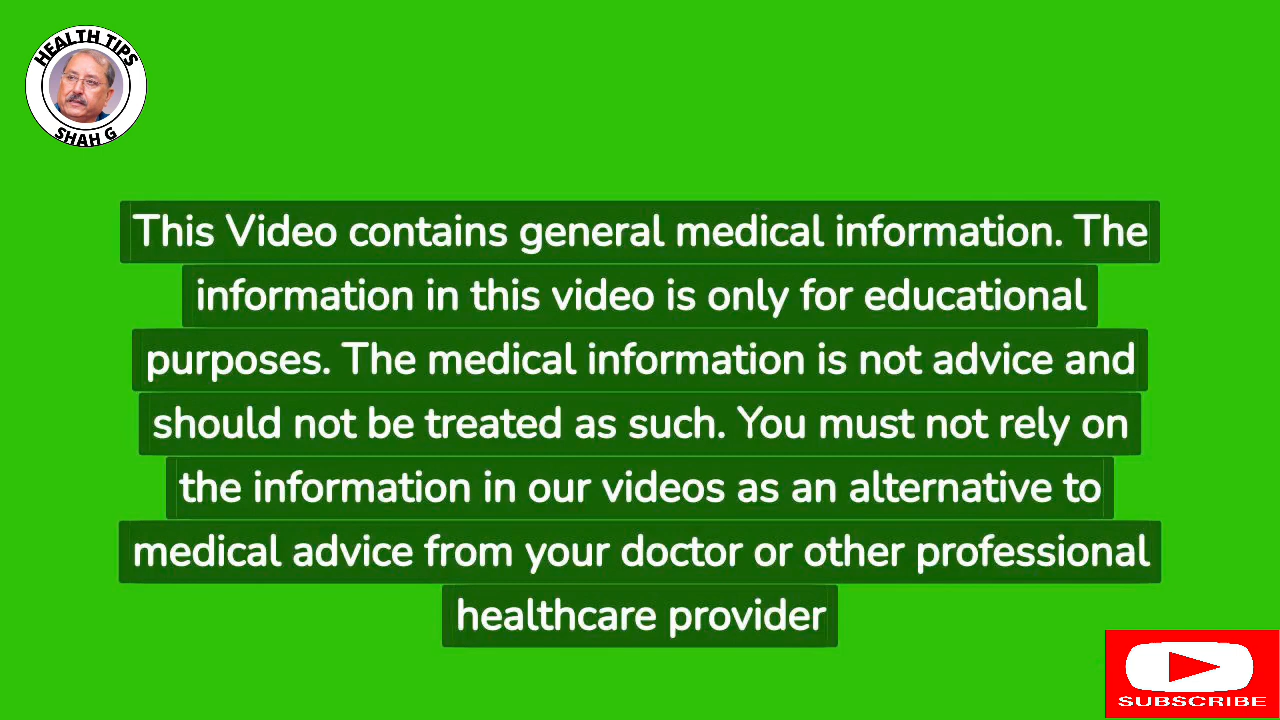 HEALTH TIPS
SHAH G
This Video contains general medical information. The
information in this video is only for educational
purposes. The medical information is not advice and
should not be treated as such. You must not rely on
the information in our videos as an alternative to
medical advice from your doctor or other professional
healthcare provider
SUBSCRIBE